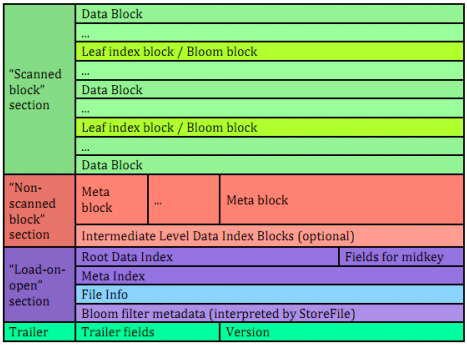 Data Block
...
Leaf index block / Bloom block
“Scanned block” section
...
Data Block
...
Leaf index block / Bloom block
...
Data Block
“Non-scanned block” section
Meta block
...
Meta block
Intermediate Level Data Index Blocks (optional)
“Load-on-open” section
Root Data Index
Fields for midkey
Meta Index
File Info
Bloom filter metadata (interpreted by StoreFile)
Trailer
Trailer fields
Version